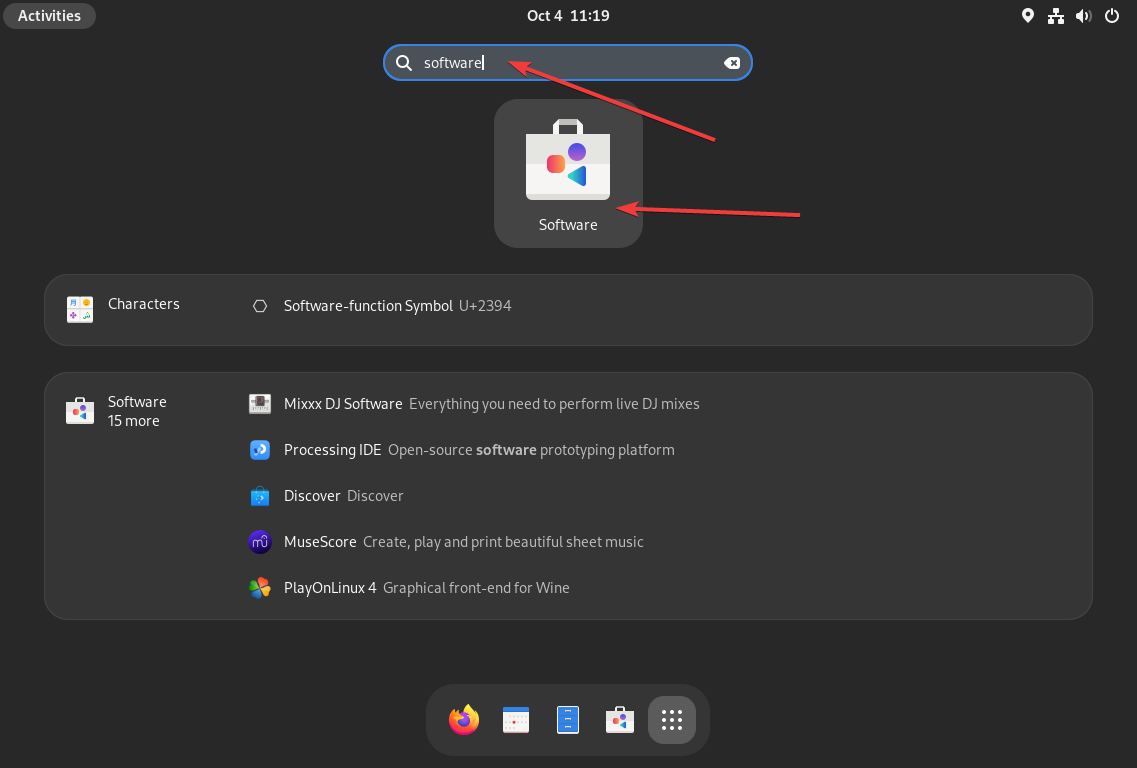 Activities
Oct 4 11:19
software
Software
Characters
Software-function Symbol U+2394
Software
15 more
Mixxx DJ Software Everything you need to perform live DJ mixes
Processing IDE Open-source software prototyping platform
Discover Discover
MuseScore Create, play and print beautiful sheet music
PlayOnLinux 4 Graphical front-end for Wine